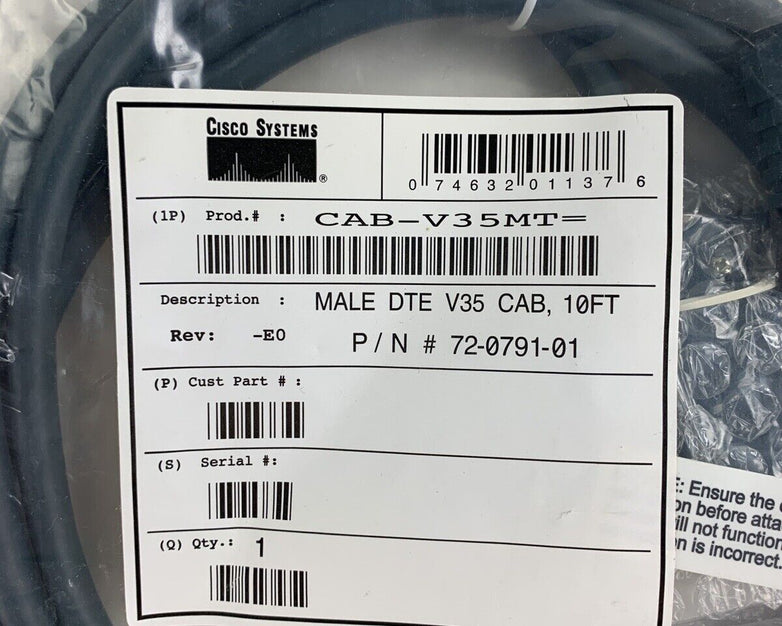 CISCO SYSTEMS
®
0 74632 01137 6
(1P) Prod.# : CAB-V35MT=
Description : MALE DTE V35 CAB, 10FT
Rev: -E0 P/N # 72-0791-01
(P) Cust Part # :
(S) Serial #:
(Q) Qty.: 1
E: Ensure the
on before atta
ill not function
n is incorrect.